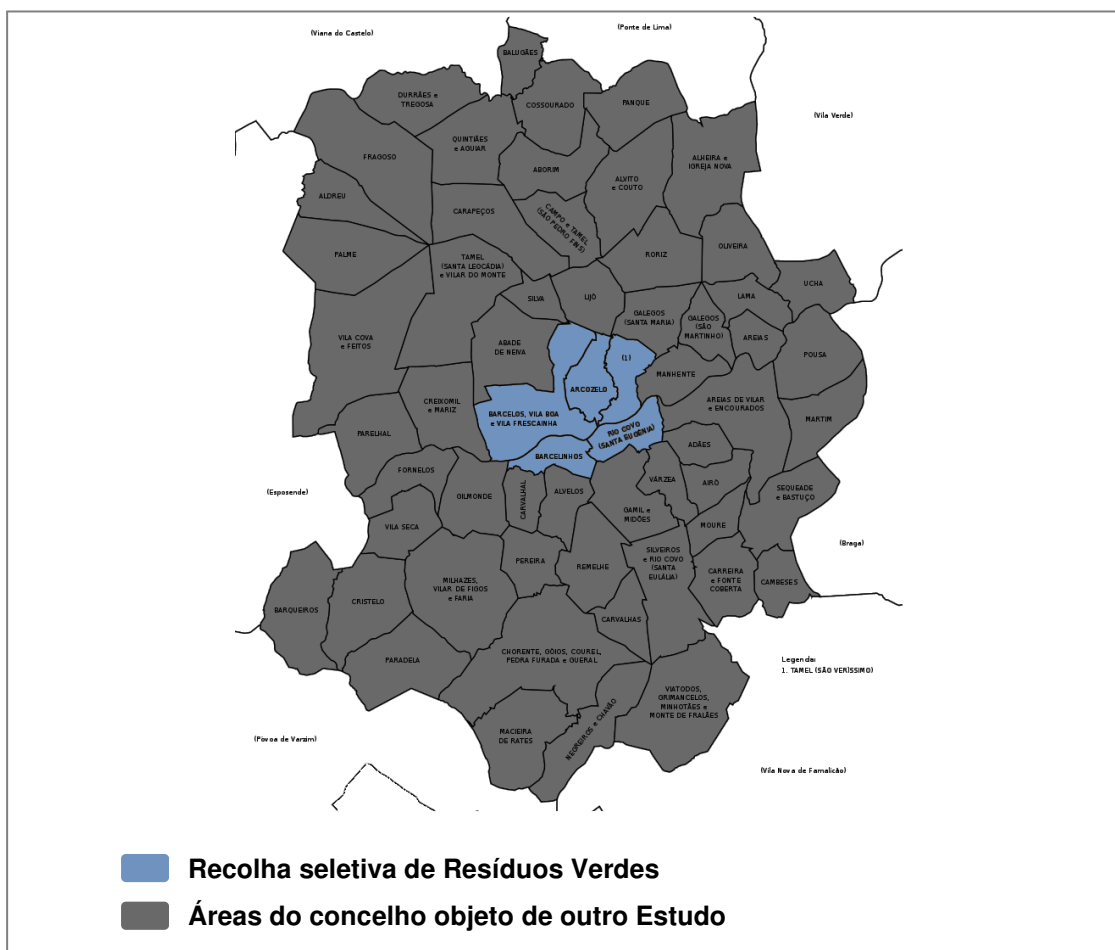 (Viana do Castelo)
(Ponte de Lima)
BALUGÃES
DURRÃES e
TREGOSA
COSSOURADO
PANQUE
(Vila Verde)
QUINTIÃES
e AGUIAR
FRAGOSO
ALHEIRA e
IGREJA NOVA
ABORIM
ALVITO
e COUTO
ALDREU
CARAPEÇOS
CAMPO e TAMEL
(SÃO PEDRO FINS)
OLIVEIRA
PALME
TAMEL
(SANTA LEOCÁDIA)
e VILAR DO MONTE
RORIZ
UCHA
SILVA
LIJÓ
LAMA
GALEGOS
(SANTA MARIA)
GALEGOS
(SÃO
MARTINHO)
AREIAS
VILA COVA
e FEITOS
ABADE
DE NEIVA
(1)
POUSA
MANHENTE
ARCOZELO
CREIXOMIL
e MARIZ
AREIAS DE VILAR
e ENCOURADOS
BARCELOS, VILA BOA
e VILA FRESCAINHA
MARTIM
PERELHAL
RIO COVO
(SANTA EUGÉNIA)
ADÃES
BARCELINHOS
FORNELOS
VÁRZEA
AIRÓ
(Esposende)
GILMONDE
CARVALHAL
ALVELOS
SEQUEADE
e BASTUÇO
GAMIL e
MIDÕES
VILA SECA
MOURE
(Braga)
PEREIRA
REMELHE
SILVEIROS
e RIO COVO
(SANTA
EULÁLIA)
CARREIRA
e FONTE
COBERTA
CAMBESES
MILHAZES,
VILAR DE FIGOS
e FARIA
BARQUEIROS
CRISTELO
CARVALHAS
CHORENTE, GÓIOS, COUREL,
PEDRA FURADA e GUERAL
PARADELA
Legenda:
1. TAMEL (SÃO VERÍSSIMO)
VIATODOS,
GRIMANCELOS,
MINHOTÃES e
MONTE DE FRALÃES
MACIEIRA
DE RATES
NEGREIROS e CHAVÃO
(Póvoa de Varzim)
(Vila Nova de Famalicão)
Recolha seletiva de Resíduos Verdes
Áreas do concelho objeto de outro Estudo